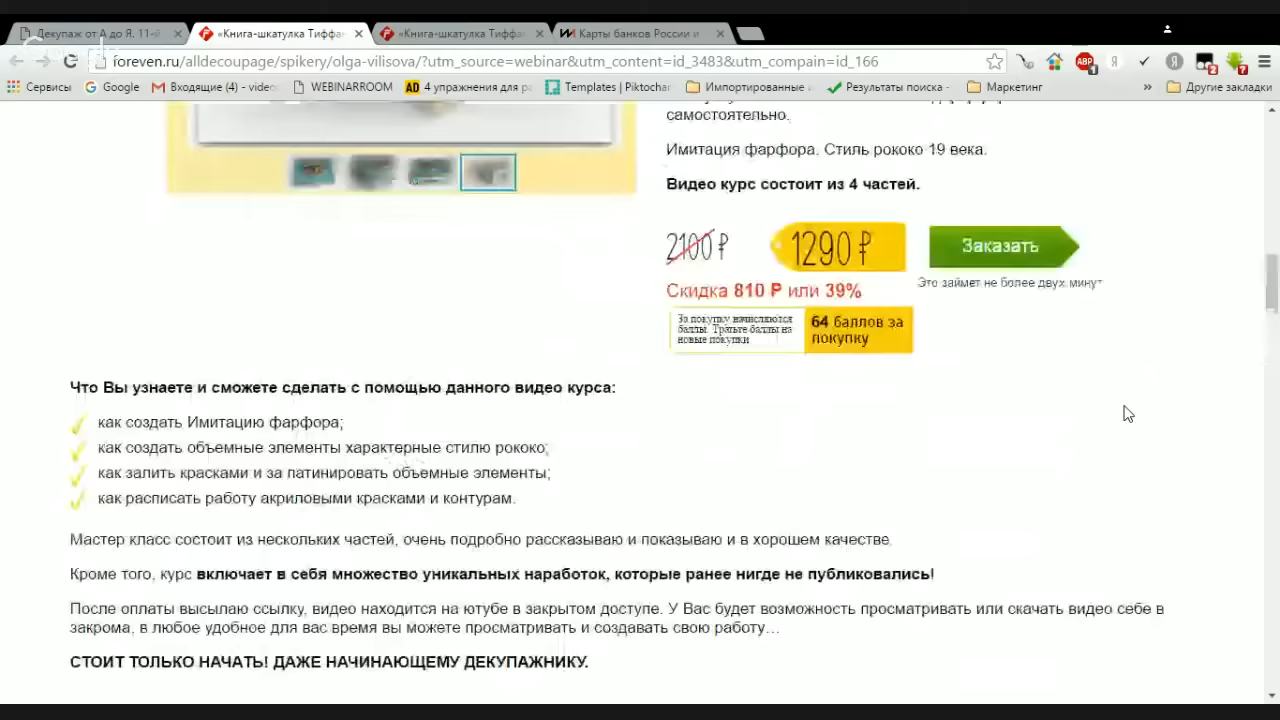 Декупаж от А до Я. 11-й
«Книга-шкатулка Тиффан
«Книга-шкатулка Тиффан
Карты банков России и
foreven.ru/alldecoupage/spikery/olga-viltsova/?utm_source=webinar&utm_content=id_3483&utm_compain=id_166
Сервисы
Google
Входящие (4) - video
WEBINARROOM
4 упражнения для ра
Templates | Piktochar
Импортированные
Результаты поиска -
Маркетинг
»
Другие закладки
самостоятельно.
Имитация фарфора. Стиль рококо 19 века.
Видео курс состоит из 4 частей.
2100 ₽
1290 ₽
Заказать
Это займет не более двух минут
Скидка 810 Р или 39%
За покупку начисляются
баллы. Тратьте баллы на
новые покупки
64 баллов за
покупку
Что Вы узнаете и сможете сделать с помощью данного видео курса:
как создать Имитацию фарфора;
как создать объемные элементы характерные стилю рококо;
как залить красками и за патинировать объемные элементы;
как расписать работу акриловыми красками и контурам.
Мастер класс состоит из нескольких частей, очень подробно рассказываю и показываю и в хорошем качестве.
Кроме того, курс включает в себя множество уникальных наработок, которые ранее нигде не публиковались!
После оплаты высылаю ссылку, видео находится на ютубе в закрытом доступе. У Вас будет возможность просматривать или скачать видео себе в
закрома, в любое удобное для вас время вы можете просматривать и создавать свою работу…
СТОИТ ТОЛЬКО НАЧАТЬ! ДАЖЕ НАЧИНАЮЩЕМУ ДЕКУПАЖНИКУ.